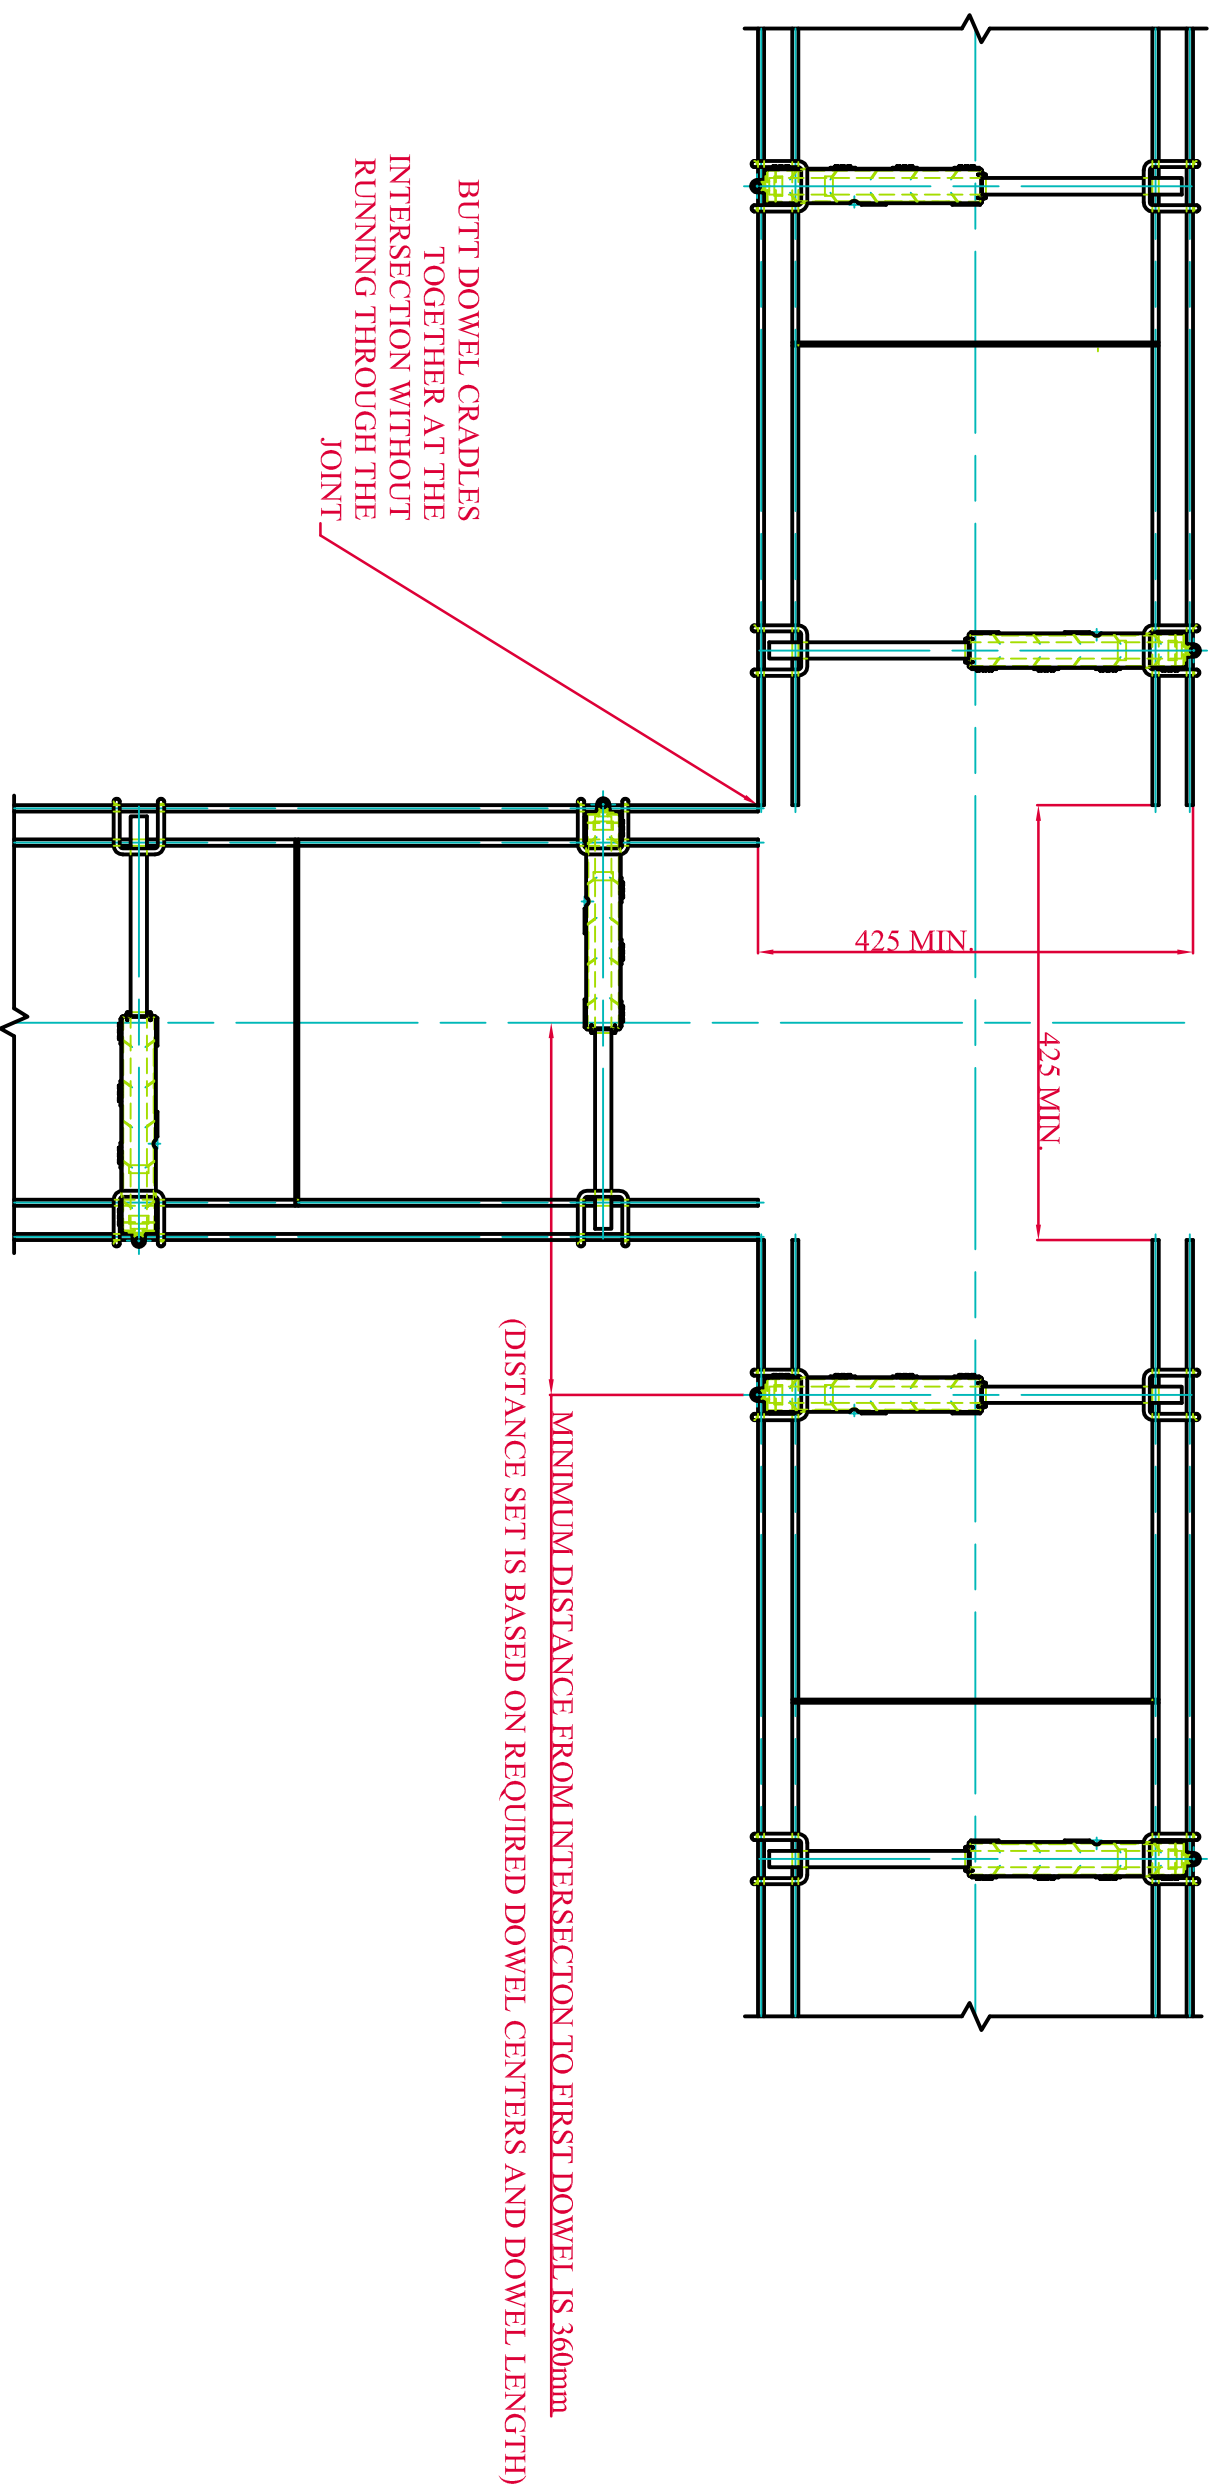 BUTT DOWEL CRADLES
TOGETHER AT THE
INTERSECTION WITHOUT
RUNNING THROUGH THE
JOINT
425 MIN.
425 MIN.
MINIMUM DISTANCE FROM INTERSECTON TO FIRST DOWEL IS 360mm
(DISTANCE SET IS BASED ON REQUIRED DOWEL CENTERS AND DOWEL LENGTH)